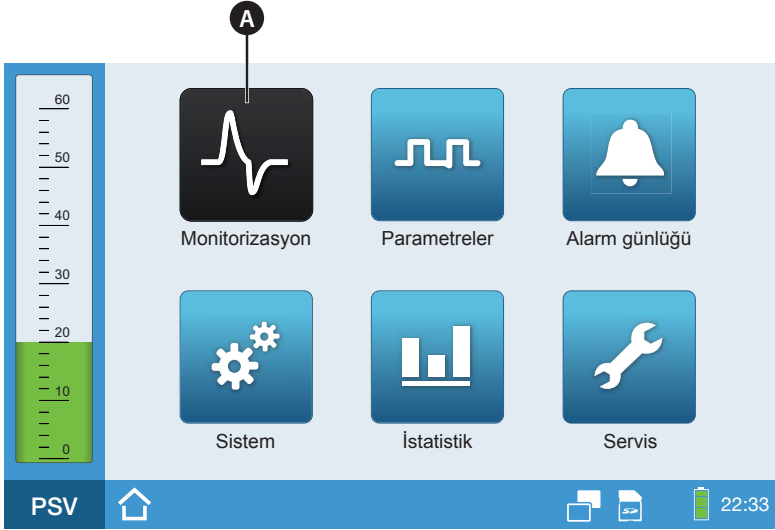 A
60
50
40
30
20
10
0
Monitorizasyon
Parametreler
Alarm günlüğü
Sistem
İstatistik
Servis
PSV
SD
22:33